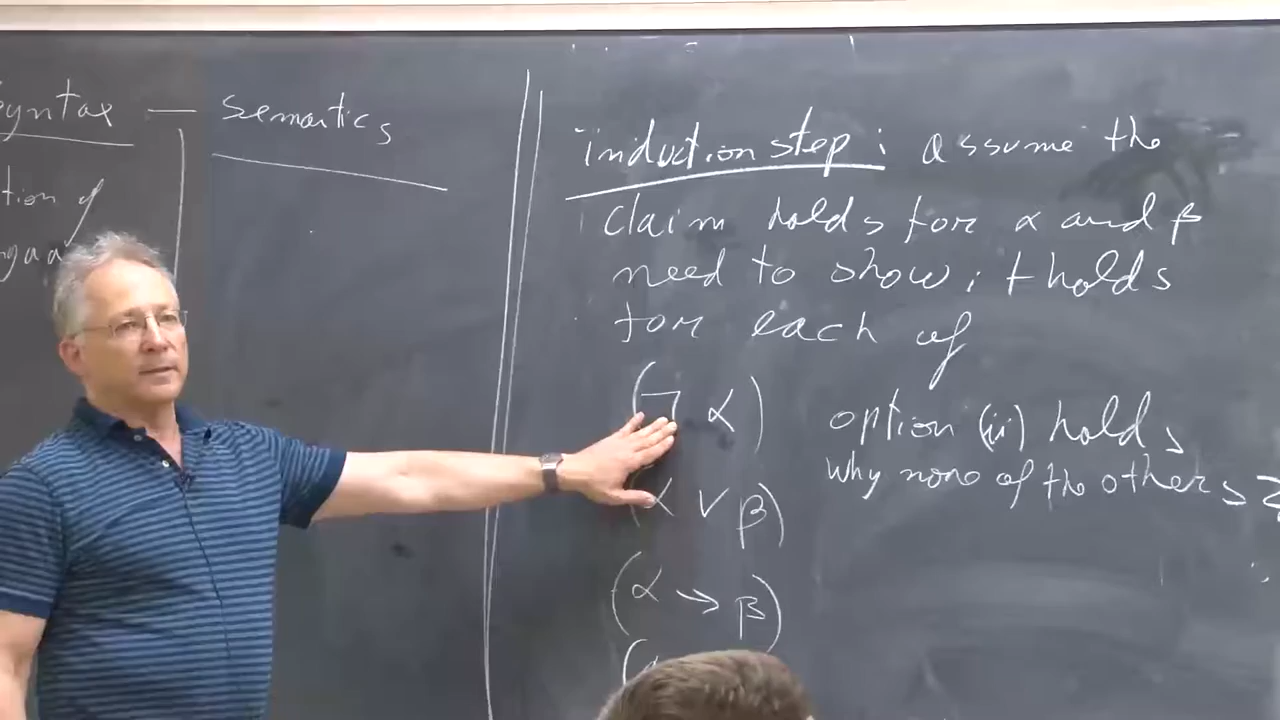 Syntax — Semantics
tion of
induction step: assume the
claim holds for α and β
need to show it holds
for each of
(¬ α)
option (ii) holds
why none of the others?
(α ∨ β)
(α → β)
(α